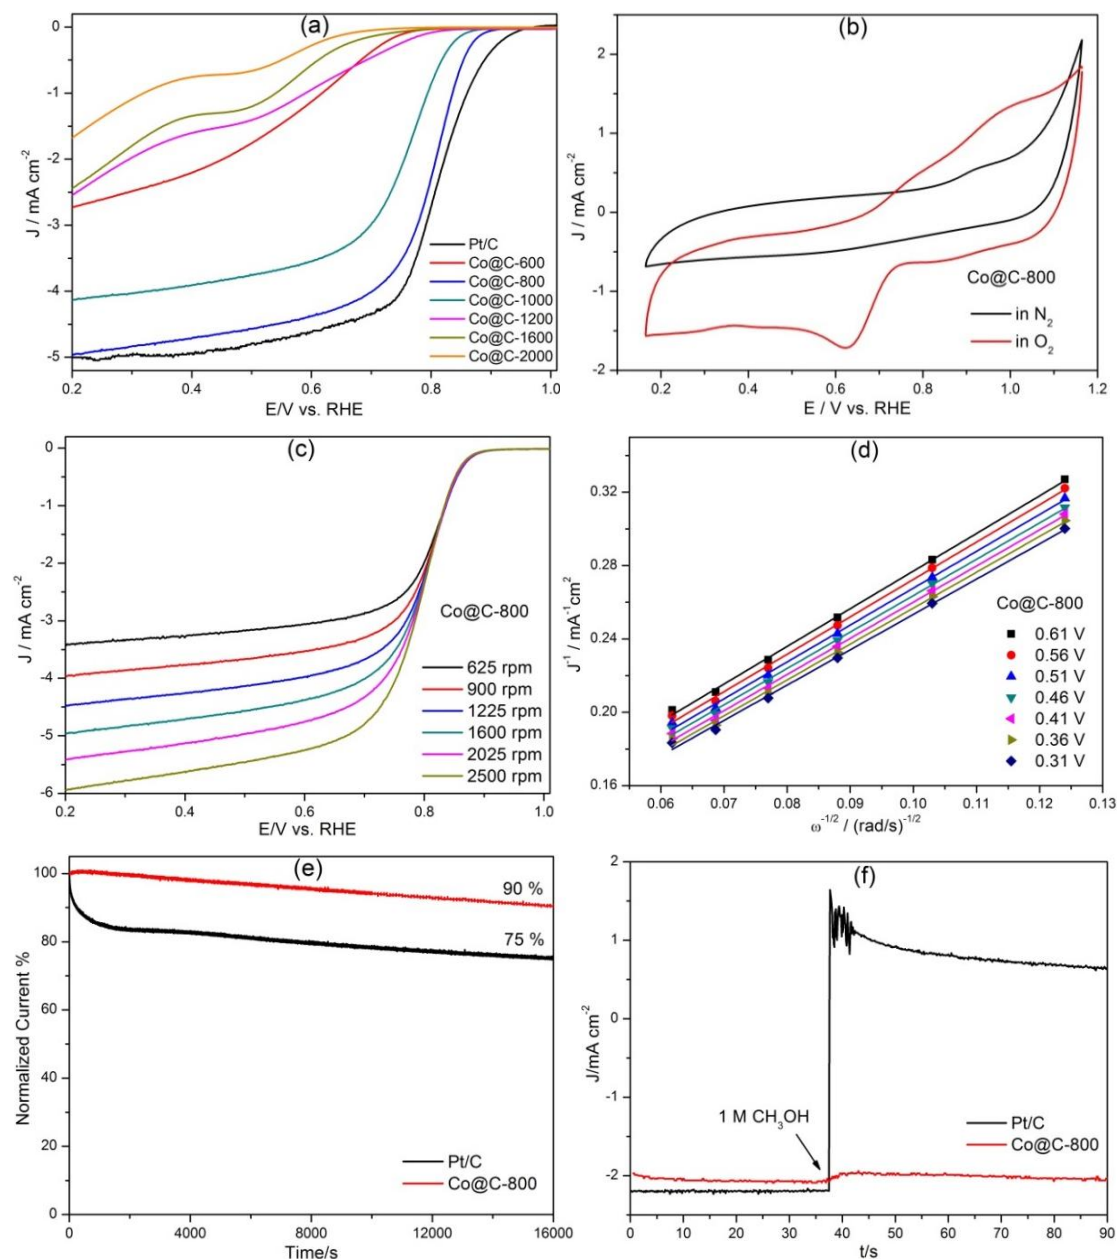 (a)
0
-1
-2
-3
-4
-5
J / mA cm-2
Pt/C
Co@C-600
Co@C-800
Co@C-1000
Co@C-1200
Co@C-1600
Co@C-2000
0.2 0.4 0.6 0.8 1.0
E/V vs. RHE
(b)
2
1
0
-1
-2
J / mA cm-2
Co@C-800
in N2
in O2
0.2 0.4 0.6 0.8 1.0 1.2
E / V vs. RHE
(c)
0
-1
-2
-3
-4
-5
-6
J / mA cm-2
Co@C-800
625 rpm
900 rpm
1225 rpm
1600 rpm
2025 rpm
2500 rpm
0.2 0.4 0.6 0.8 1.0
E/V vs. RHE
(d)
0.32
0.28
0.24
0.20
0.16
J-1 / mA-1cm2
Co@C-800
0.61 V
0.56 V
0.51 V
0.46 V
0.41 V
0.36 V
0.31 V
0.06 0.07 0.08 0.09 0.10 0.11 0.12 0.13
ω-1/2 / (rad/s)-1/2
(e)
100
80
60
40
20
0
Normalized Current %
90 %
75 %
Pt/C
Co@C-800
0 4000 8000 12000 16000
Time/s
(f)
2
1
0
-1
-2
J/mA cm-2
1 M CH3OH
Pt/C
Co@C-800
0 10 20 30 40 50 60 70 80 90
t/s